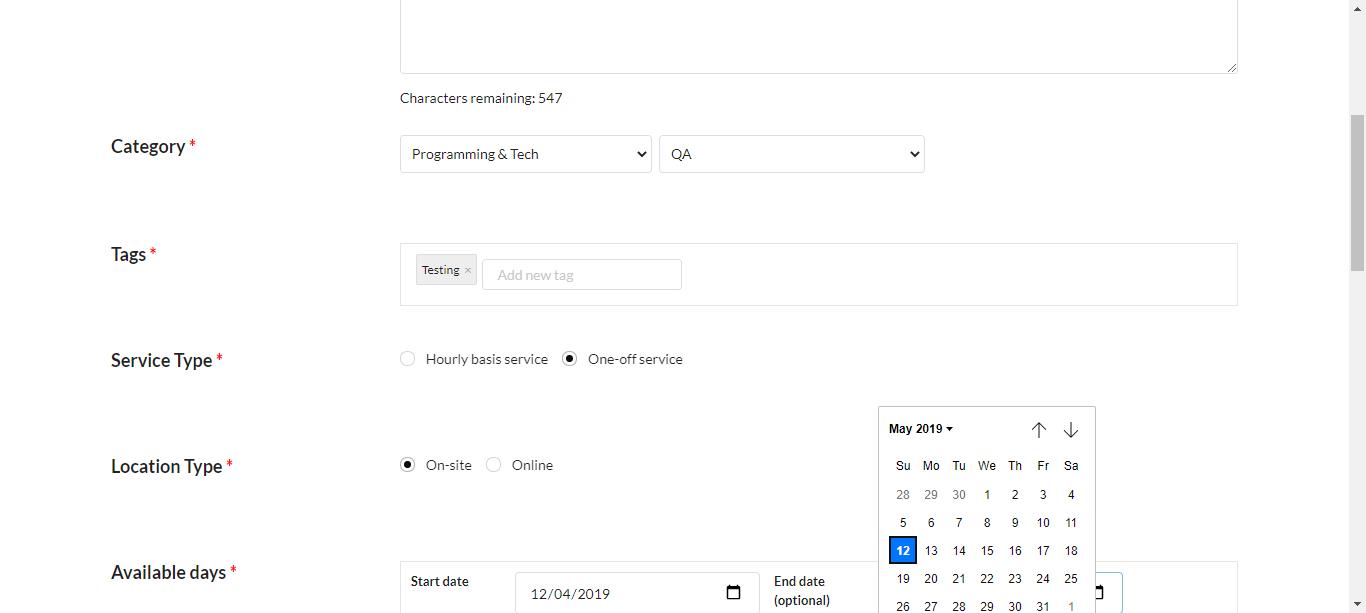 Characters remaining: 547
Category *
Programming & Tech
QA
Tags *
Testing ×
Add new tag
Service Type *
Hourly basis service
One-off service
Location Type *
On-site
Online
May 2019
Su Mo Tu We Th Fr Sa
28 29 30 1 2 3 4
5 6 7 8 9 10 11
12 13 14 15 16 17 18
19 20 21 22 23 24 25
26 27 28 29 30 31 1
Available days *
Start date
12/04/2019
End date
(optional)